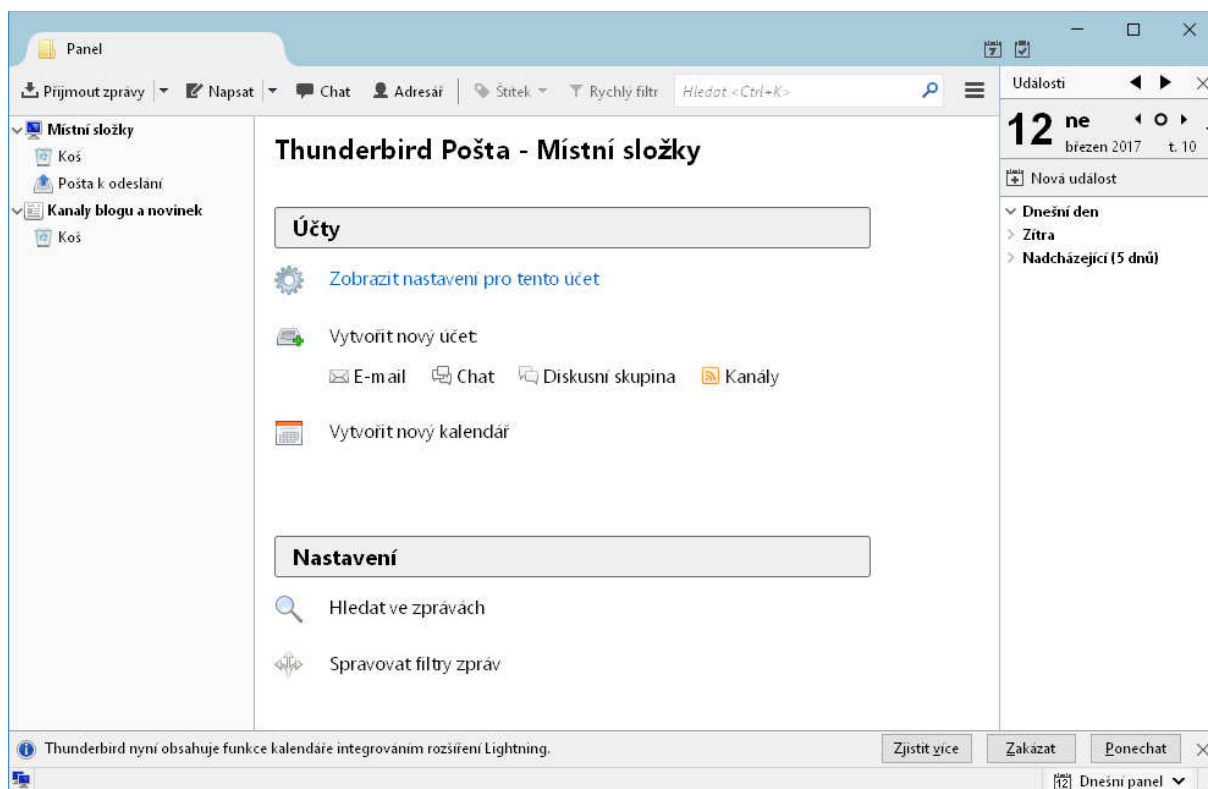 Panel
7
Přijmout zprávy Napsat Chat Adresář Štítek Rychlý filtr Hledat <Ctrl+K>
Události
Místní složky
Koš
Pošta k odeslání
Kanaly blogu a novinek
Koš
Thunderbird Pošta - Místní složky
Účty
Zobrazit nastavení pro tento účet
Vytvořit nový účet:
E-mail Chat Diskusní skupina Kanály
Vytvořit nový kalendář
Nastavení
Hledat ve zprávách
Spravovat filtry zpráv
12 ne
březen 2017 t. 10
Nová událost
Dnešní den
Zítra
Nadcházející (5 dnů)
Thunderbird nyní obsahuje funkce kalendáře integrováním rozšíření Lightning. Zjistit více Zakázat Ponechat
12 Dnešní panel